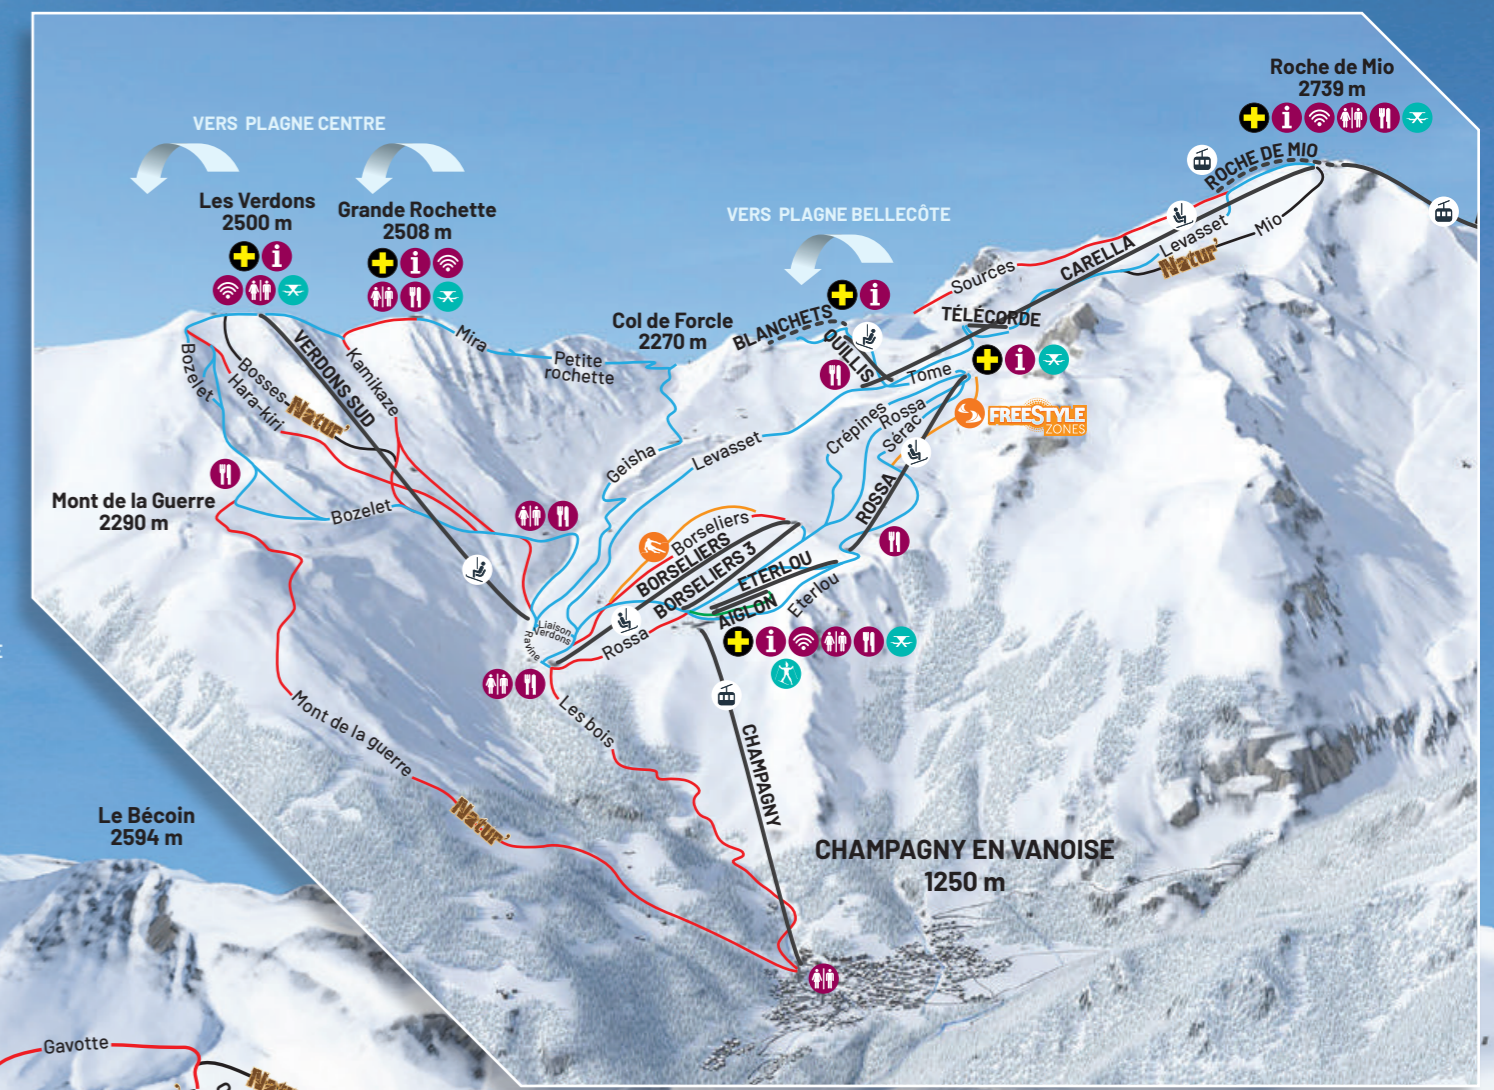 Roche de Mio
2739 m
VERS PLAGNE CENTRE
ROCHE DE MIO
Les Verdons
2500 m
Grande Rochette
2508 m
VERS PLAGNE BELLECÔTE
CARELLA
Levasset
Mio
Natur'
Sources
TÉLÉCORDE
Col de Forcle
2270 m
BLANCHETS
QUILLIS
Mira
Petite
rochette
Bozelet
Bosses
Natur'
Hara-kiri
VERDONS SUD
Kamikaze
Tome
Crépines
Rossa
Sérac
FREESTYLE
ZONES
Geisha
Levasset
ROSSA
Mont de la Guerre
2290 m
Bozelet
Borseliers
BORSELIERS
BORSELIERS 3
ETERLOU
AIGLON
Eterlou
Liaison
Verdons
Ravine
Rossa
Les bois
Mont de la guerre
Natur'
CHAMPAGNY
CHAMPAGNY EN VANOISE
1250 m
Le Bécoin
2594 m
Gavotte